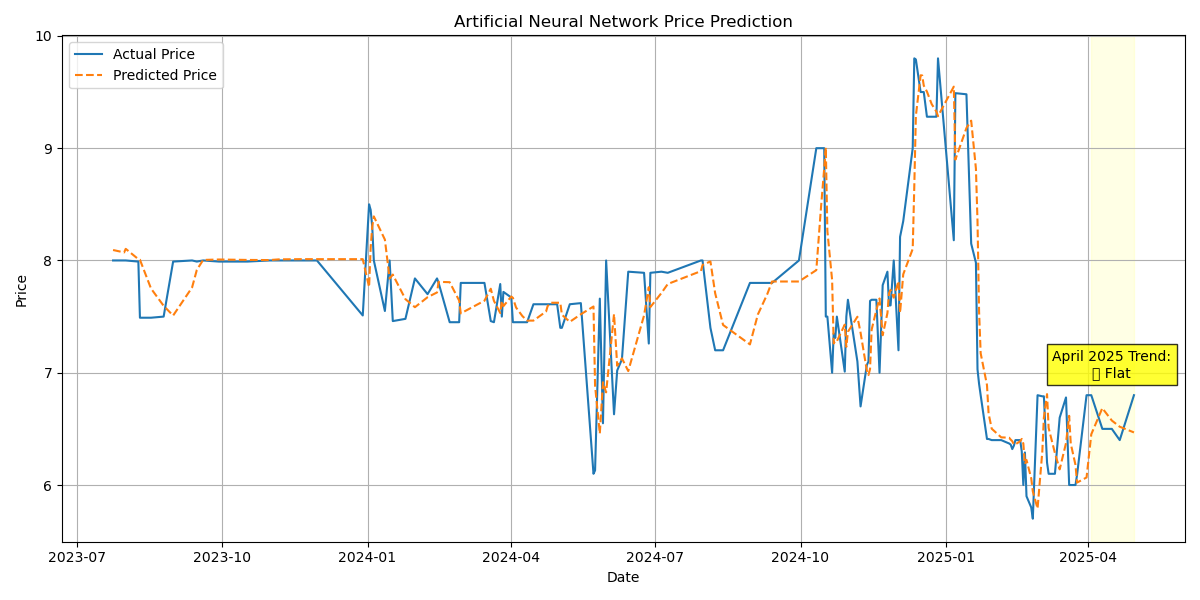 Artificial Neural Network Price Prediction
Actual Price
Predicted Price
Price
10
9
8
7
6
April 2025 Trend:
Flat
2023-07
2023-10
2024-01
2024-04
2024-07
2024-10
2025-01
2025-04
Date